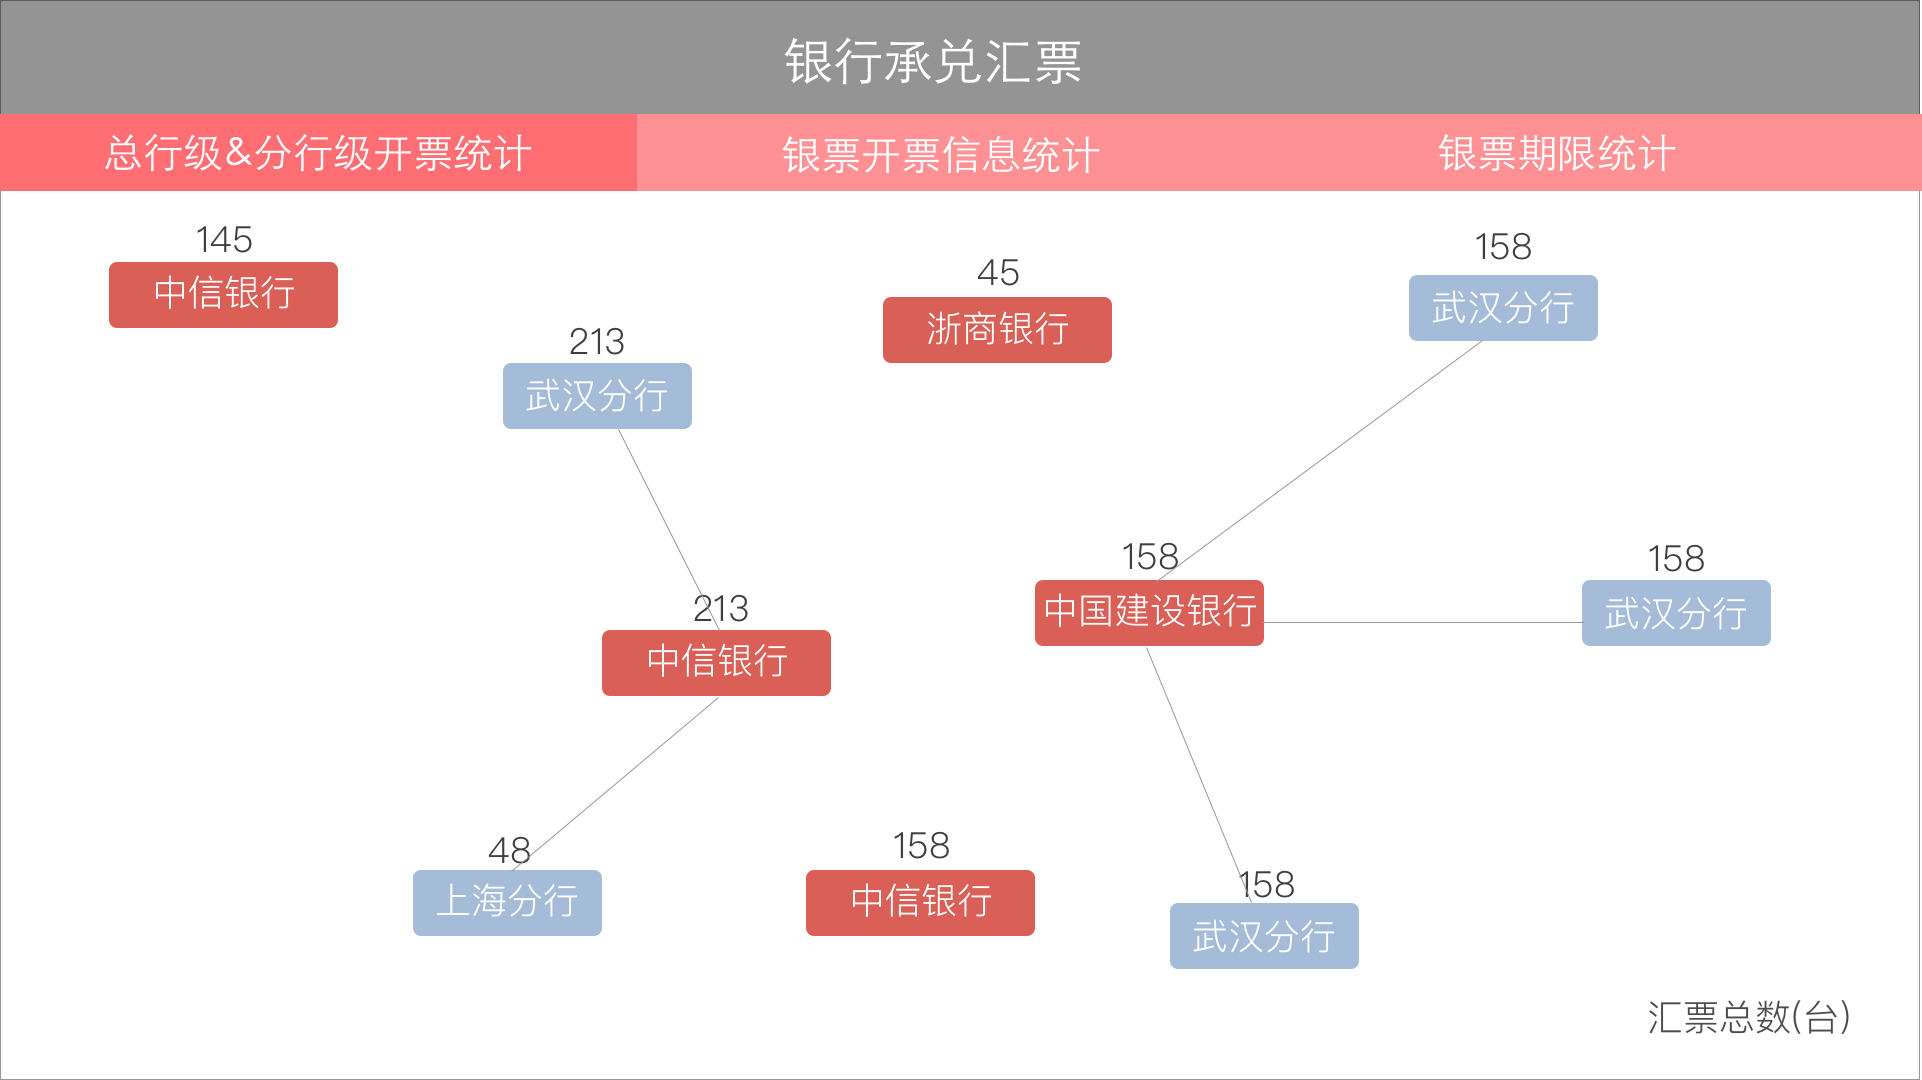 银行承兑汇票
总行级&分行级开票统计
银票开票信息统计
银票期限统计
145
中信银行
213
武汉分行
45
浙商银行
158
武汉分行
213
中信银行
158
中国建设银行
158
武汉分行
48
上海分行
158
中信银行
158
武汉分行
汇票总数(台)